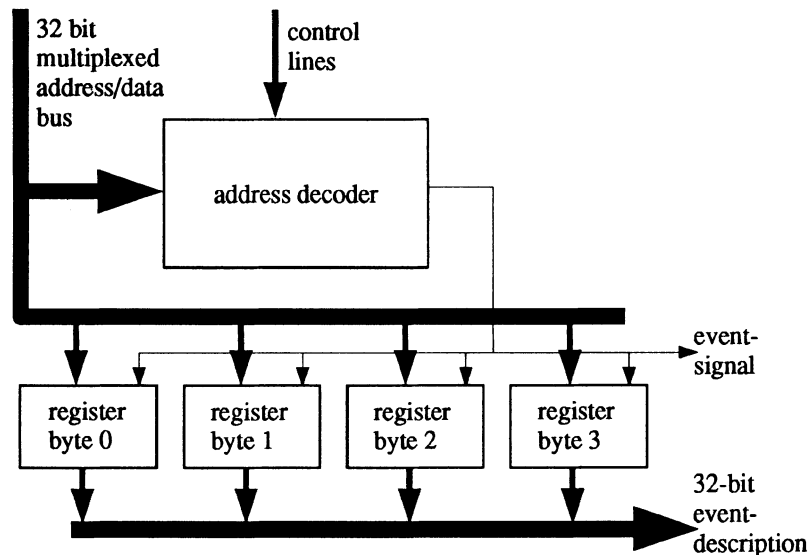 32 bit
multiplexed
address/data
bus
control
lines
address decoder
event-
signal
register
byte 0
register
byte 1
register
byte 2
register
byte 3
32-bit
event-
description